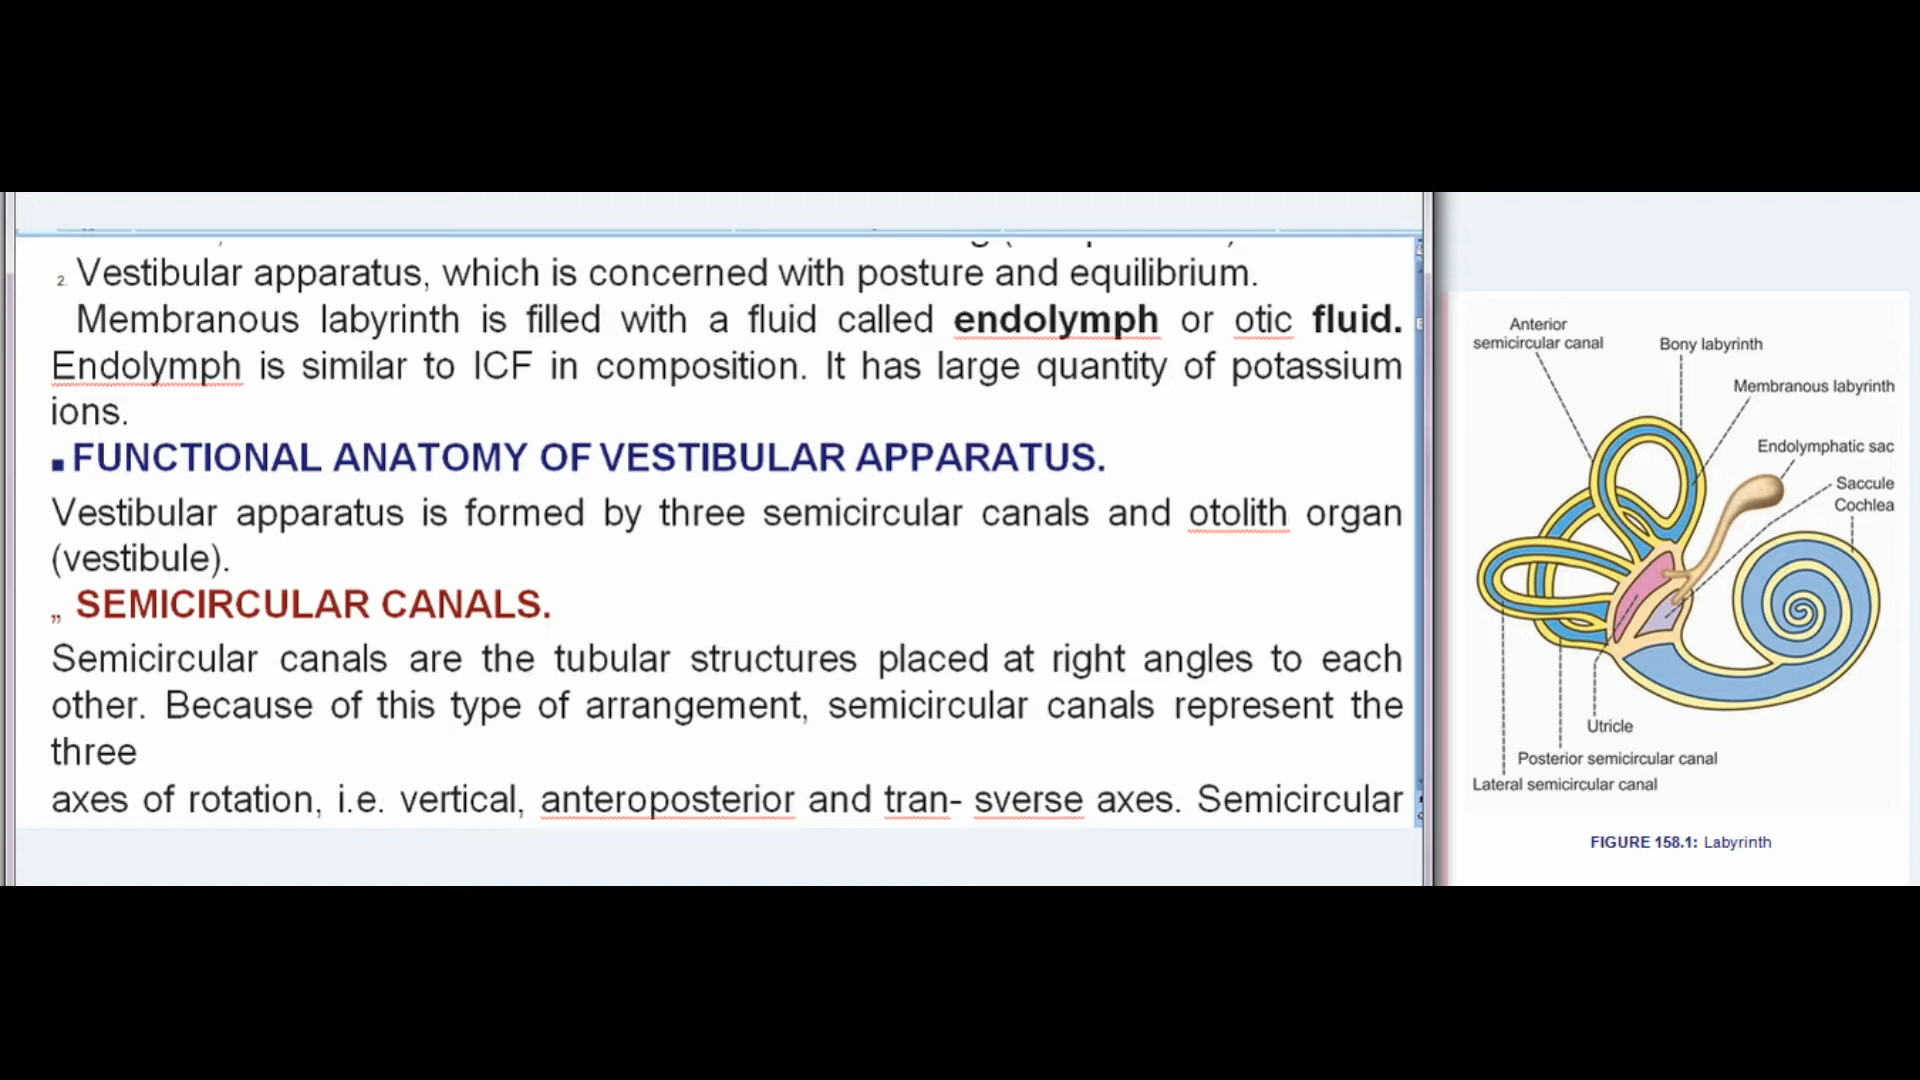 2. Vestibular apparatus, which is concerned with posture and equilibrium.
Membranous labyrinth is filled with a fluid called endolymph or otic fluid.
Endolymph is similar to ICF in composition. It has large quantity of potassium
ions.
■ FUNCTIONAL ANATOMY OF VESTIBULAR APPARATUS.
Vestibular apparatus is formed by three semicircular canals and otolith organ
(vestibule).
„ SEMICIRCULAR CANALS.
Semicircular canals are the tubular structures placed at right angles to each
other. Because of this type of arrangement, semicircular canals represent the
three
axes of rotation, i.e. vertical, anteroposterior and tran- sverse axes. Semicircular
Anterior
semicircular canal
Bony labyrinth
Membranous labyrinth
Endolymphatic sac
Saccule
Cochlea
Utricle
Posterior semicircular canal
Lateral semicircular canal
FIGURE 158.1: Labyrinth